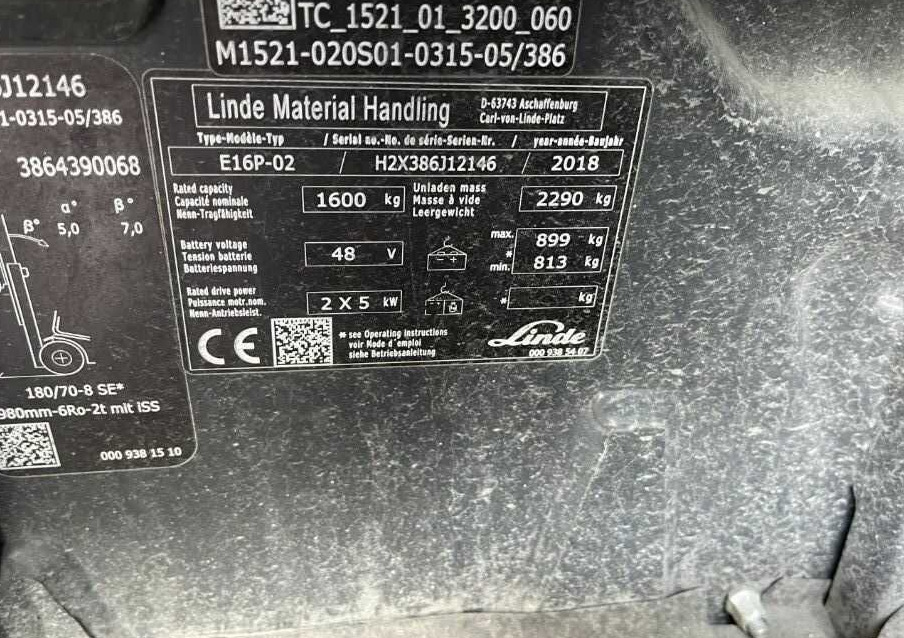 TC_1521_01_3200_060
M1521-020S01-0315-05/386
J12146
1-0315-05/386
3864390068
α° β°
β° 5,0 7,0
180/70-8 SE*
980mm-6Ro-2t mit iSS
000 938 15 10
Linde Material Handling
D-63743 Aschaffenburg
Carl-von-Linde-Platz
Type-Modèle-Typ / Serial no.-No. de série-Serien-Nr. / year-année-Baujahr
E16P-02 / H2X386J12146 / 2018
Rated capacity
Capacité nominale
Nenn-Tragfähigkeit
1600 kg
Unladen mass
Masse à vide
Leergewicht
2290 kg
Battery voltage
Tension batterie
Batteriespannung
48 V
- +
max. 899 kg
*
min. 813 kg
Rated drive power
Puissance motr.nom.
Nenn-Antriebsleist.
2 X 5 kW
* kg
CE
* see Operating Instructions
voir Mode d'emploi
siehe Betriebsanleitung
Linde
000 938 54 07